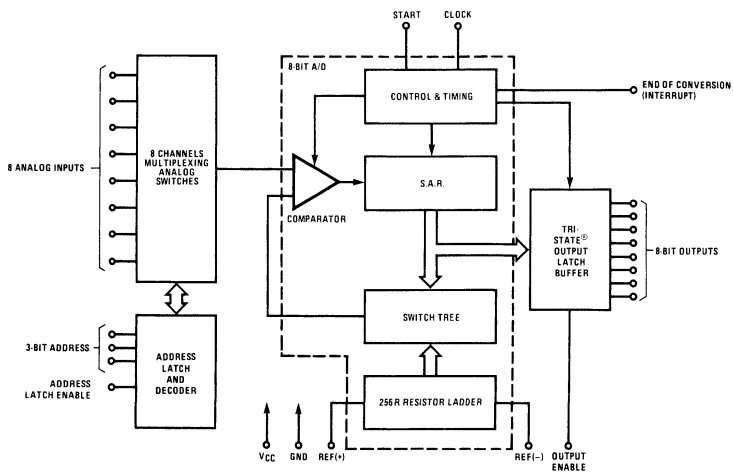 START
CLOCK
8-BIT A/D
CONTROL & TIMING
END OF CONVERSION
(INTERRUPT)
8 ANALOG INPUTS
8 CHANNELS
MULTIPLEXING
ANALOG
SWITCHES
S.A.R.
COMPARATOR
TRI-
STATE®
OUTPUT
LATCH
BUFFER
8-BIT OUTPUTS
SWITCH TREE
3-BIT ADDRESS
ADDRESS
LATCH ENABLE
ADDRESS
LATCH
AND
DECODER
256R RESISTOR LADDER
VCC
GND
REF(+)
REF(−)
OUTPUT
ENABLE